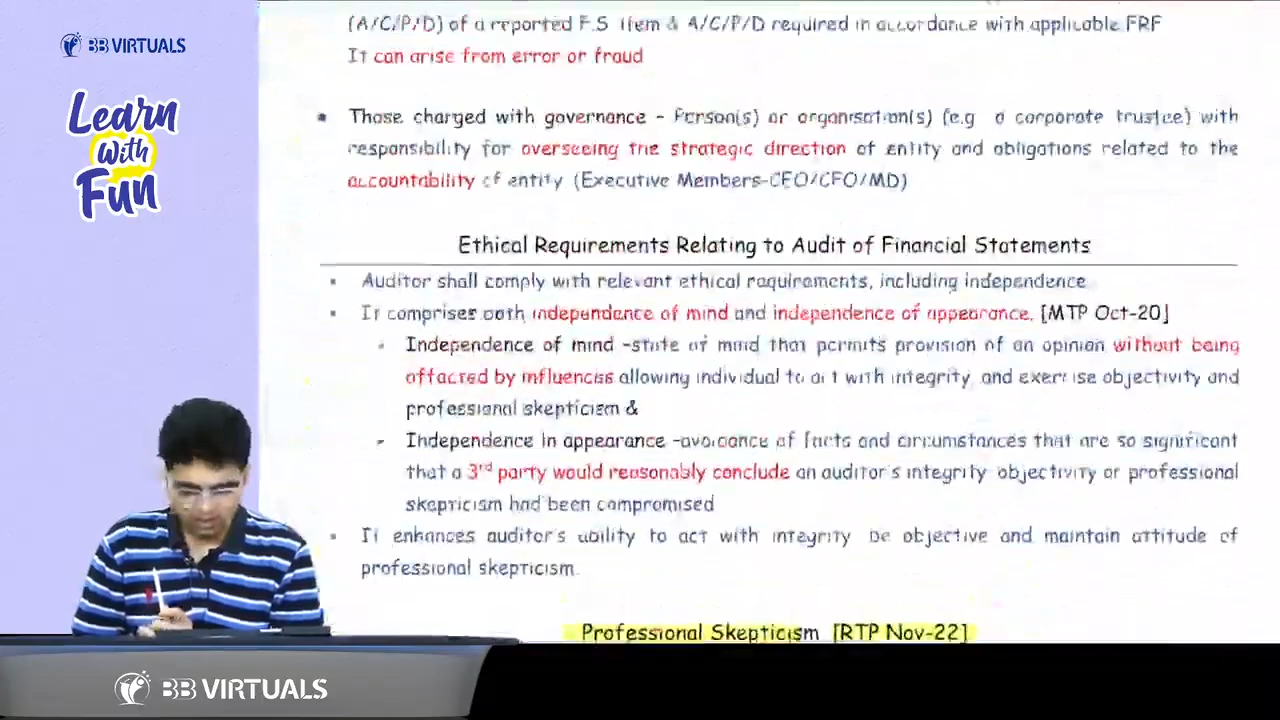 BB VIRTUALS
Learn
With
Fun
(A/C/P/D) of a reported F.S item & A/C/P/D required in accordance with applicable FRF
It can arise from error or fraud
Those charged with governance - Person(s) or organisation(s) (e.g a corporate trustee) with
responsibility for overseeing the strategic direction of entity and obligations related to the
accountability of entity (Executive Members-CEO/CFO/MD)
Ethical Requirements Relating to Audit of Financial Statements
Auditor shall comply with relevant ethical requirements, including independence
It comprises both independence of mind and independence of appearance. [MTP Oct-20]
Independence of mind -state of mind that permits provision of an opinion without being
affected by influences allowing individual to act with integrity and exercise objectivity and
professional skepticism &
Independence in appearance -avoidance of facts and circumstances that are so significant
that a 3rd party would reasonably conclude an auditor's integrity objectivity or professional
skepticism had been compromised
It enhances auditor's ability to act with integrity be objective and maintain attitude of
professional skepticism.
Professional Skepticism [RTP Nov-22]
BB VIRTUALS